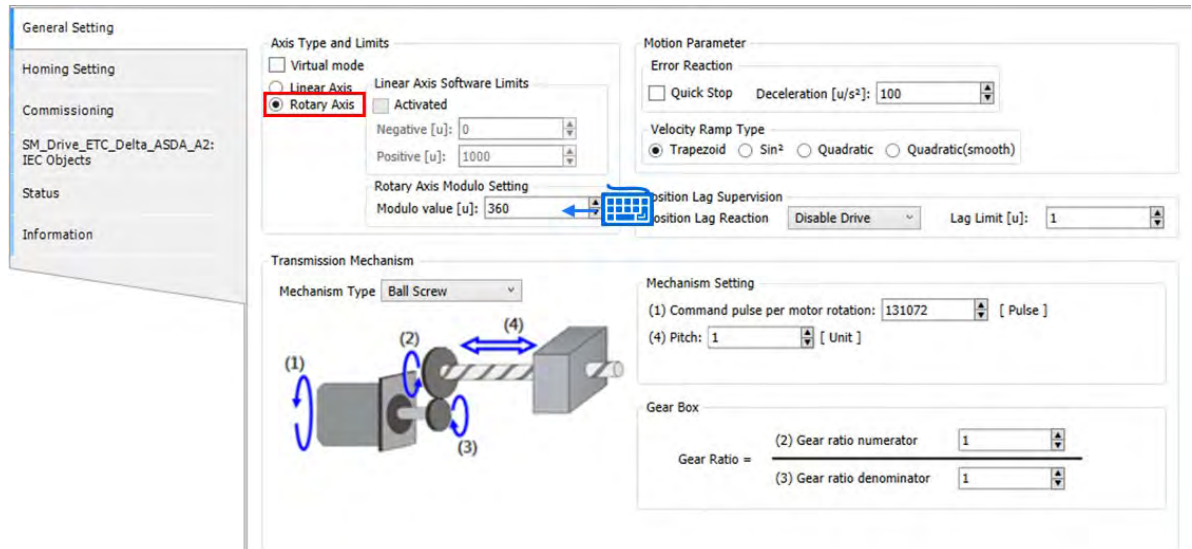 General Setting
Homing Setting
Commissioning
SM_Drive_ETC_Delta_ASDA_A2:
IEC Objects
Status
Information
Axis Type and Limits
Virtual mode
Linear Axis
Rotary Axis
Linear Axis Software Limits
Activated
Negative [u]: 0
Positive [u]: 1000
Rotary Axis Modulo Setting
Modulo value [u]: 360
Motion Parameter
Error Reaction
Quick Stop Deceleration [u/s²]: 100
Velocity Ramp Type
Trapezoid Sin² Quadratic Quadratic(smooth)
osition Lag Supervision
osition Lag Reaction Disable Drive Lag Limit [u]: 1
Transmission Mechanism
Mechanism Type Ball Screw
(1)
(2)
(4)
(3)
Mechanism Setting
(1) Command pulse per motor rotation: 131072 [ Pulse ]
(4) Pitch: 1 [ Unit ]
Gear Box
Gear Ratio =
(2) Gear ratio numerator 1
(3) Gear ratio denominator 1